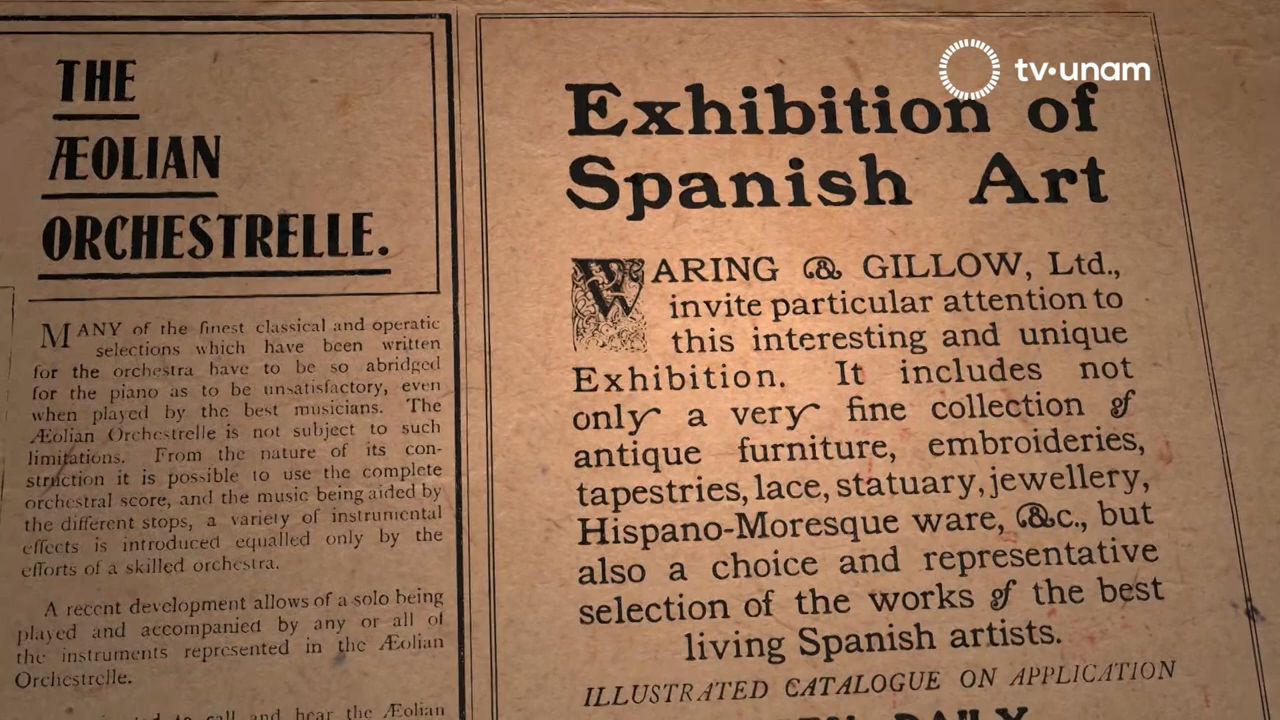 tv·unam
THE
ÆOLIAN
ORCHESTRELLE.
MANY of the finest classical and operatic
selections which have been written
for the orchestra have to be so abridged
for the piano as to be unsatisfactory, even
when played by the best musicians. The
Æolian Orchestrelle is not subject to such
limitations. From the nature of its con-
struction it is possible to use the complete
orchestral score, and the music being aided by
the different stops, a variety of instrumental
effects is introduced equalled only by the
efforts of a skilled orchestra.
A recent development allows of a solo being
played and accompanied by any or all of
the instruments represented in the Æolian
Orchestrelle.
to call and hear the Æolian
Exhibition of
Spanish Art
WARING & GILLOW, Ltd.,
invite particular attention to
this interesting and unique
Exhibition. It includes not
only a very fine collection of
antique furniture, embroideries,
tapestries, lace, statuary, jewellery,
Hispano-Moresque ware, &c., but
also a choice and representative
selection of the works of the best
living Spanish artists.
ILLUSTRATED CATALOGUE ON APPLICATION
DAILY